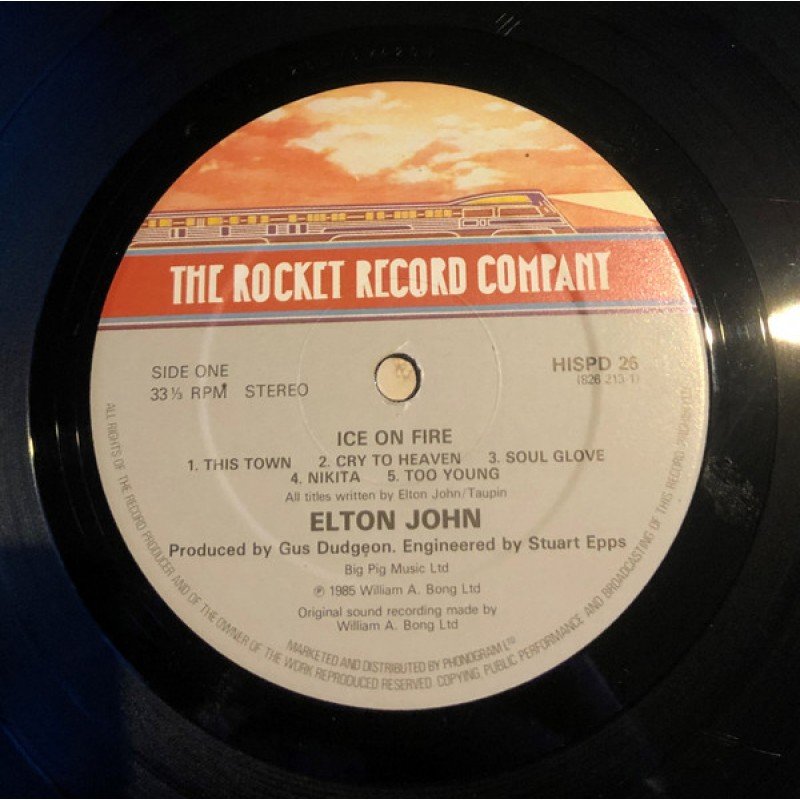 THE ROCKET RECORD COMPANY
SIDE ONE
33⅓ RPM STEREO
HISPD 26
(826 213-1)
ICE ON FIRE
1. THIS TOWN 2. CRY TO HEAVEN 3. SOUL GLOVE
4. NIKITA 5. TOO YOUNG
All titles written by Elton John/Taupin
ELTON JOHN
Produced by Gus Dudgeon. Engineered by Stuart Epps
Big Pig Music Ltd
℗ 1985 William A. Bong Ltd
Original sound recording made by
William A. Bong Ltd
MARKETED AND DISTRIBUTED BY PHONOGRAM LTD
ALL RIGHTS OF THE RECORD PRODUCER AND OF THE OWNER OF THE WORK REPRODUCED RESERVED. COPYING, PUBLIC PERFORMANCE AND BROADCASTING OF THIS RECORD PROHIBITED